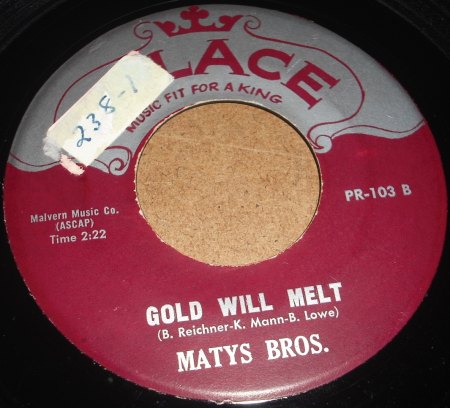 LACE
MUSIC FIT FOR A KING
238-1
PR-103 B
Malvern Music Co.
(ASCAP)
Time 2:22
GOLD WILL MELT
(B. Reichner-K. Mann-B. Lowe)
MATYS BROS.